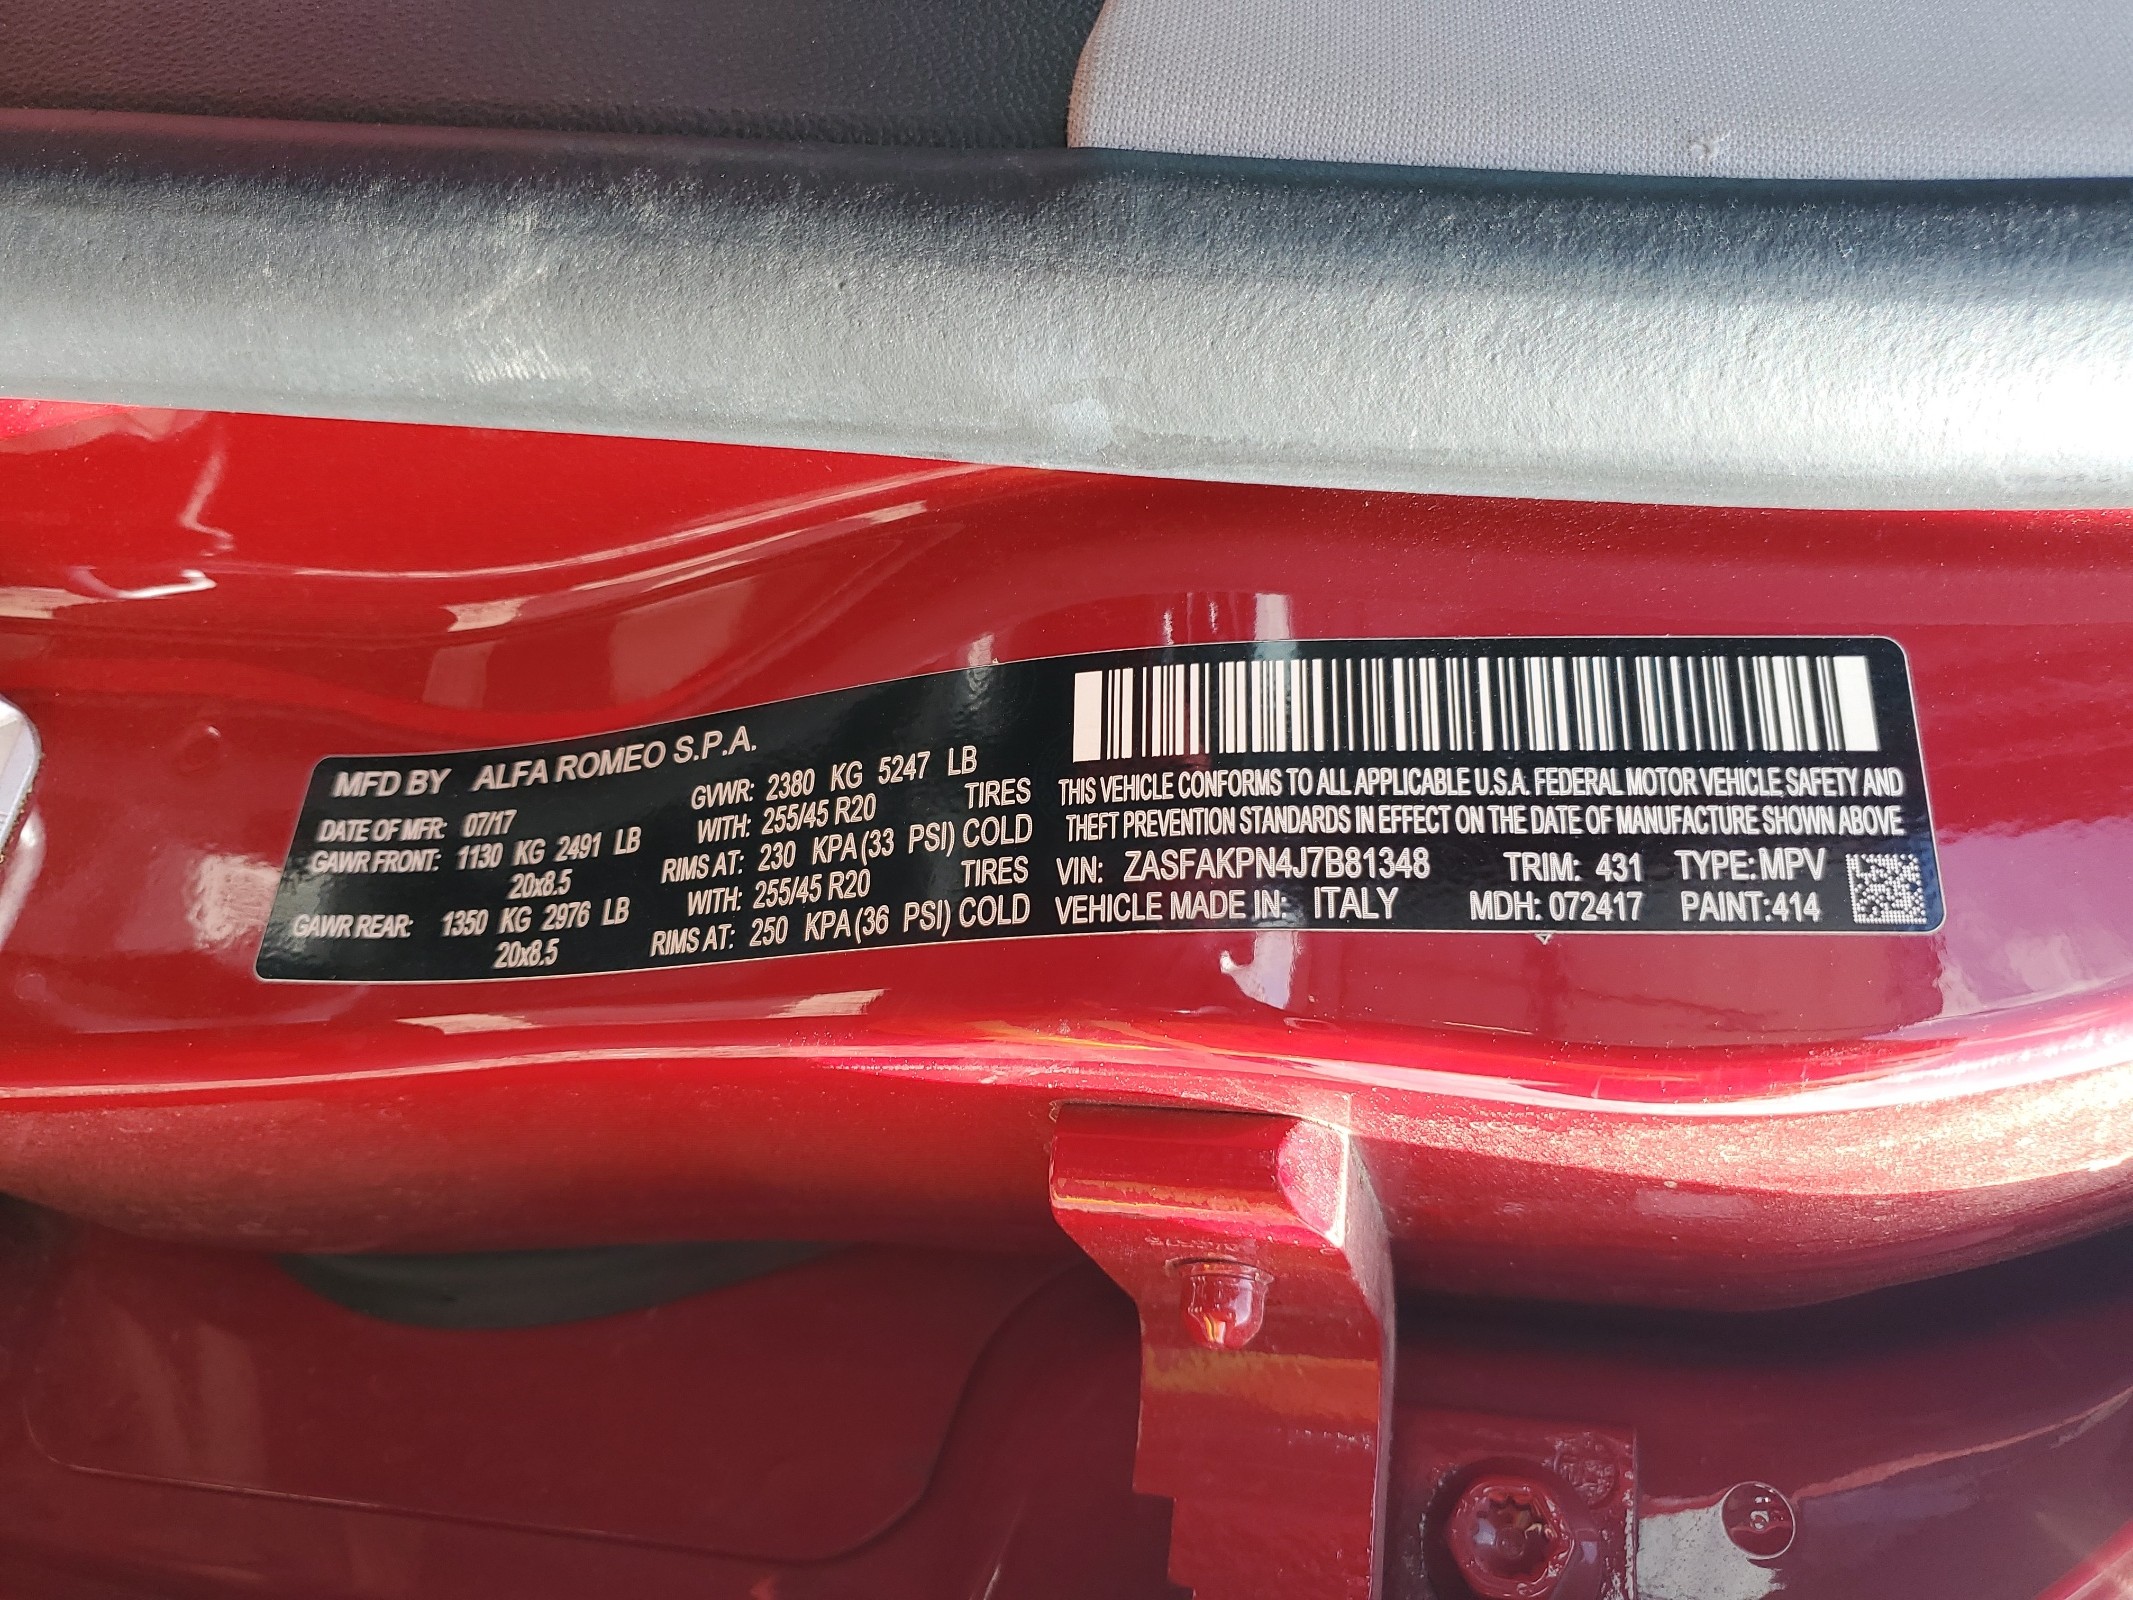 MFD BY ALFA ROMEO S.P.A.
DATE OF MFR: 07/17 GVWR: 2380 KG 5247 LB
GAWR FRONT: 1130 KG 2491 LB WITH: 255/45 R20 TIRES
20x8.5 RIMS AT: 230 KPA (33 PSI) COLD
GAWR REAR: 1350 KG 2976 LB WITH: 255/45 R20 TIRES
20x8.5 RIMS AT: 250 KPA (36 PSI) COLD
THIS VEHICLE CONFORMS TO ALL APPLICABLE U.S.A. FEDERAL MOTOR VEHICLE SAFETY AND
THEFT PREVENTION STANDARDS IN EFFECT ON THE DATE OF MANUFACTURE SHOWN ABOVE
VIN: ZASFAKPN4J7B81348 TRIM: 431 TYPE: MPV
VEHICLE MADE IN: ITALY MDH: 072417 PAINT:414